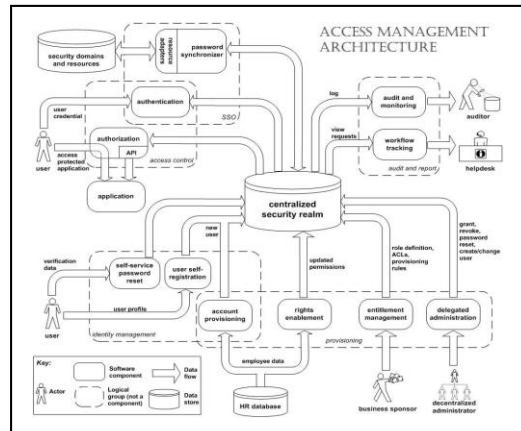 ACCESS MANAGEMENT
ARCHITECTURE
security domains
and resources
resource
adapters
password
synchronizer
user
credential
authentication
SSO
log
audit and
monitoring
auditor
authorization
API
access control
view
requests
workflow
tracking
audit and report
helpdesk
user
access
protected
application
application
centralized
security realm
new
user
grant,
revoke,
password
reset,
create/change
user
role definition,
ACLs,
provisioning
rules
updated
permissions
verification
data
self-service
password
reset
user self-
registration
user
user profile
identity management
account
provisioning
rights
enablement
entitlement
management
delegated
administration
provisioning
employee data
HR database
business sponsor
decentralized
administrator
Key:
Actor
Software
component
Data
flow
Logical
group (not a
component)
Data
store